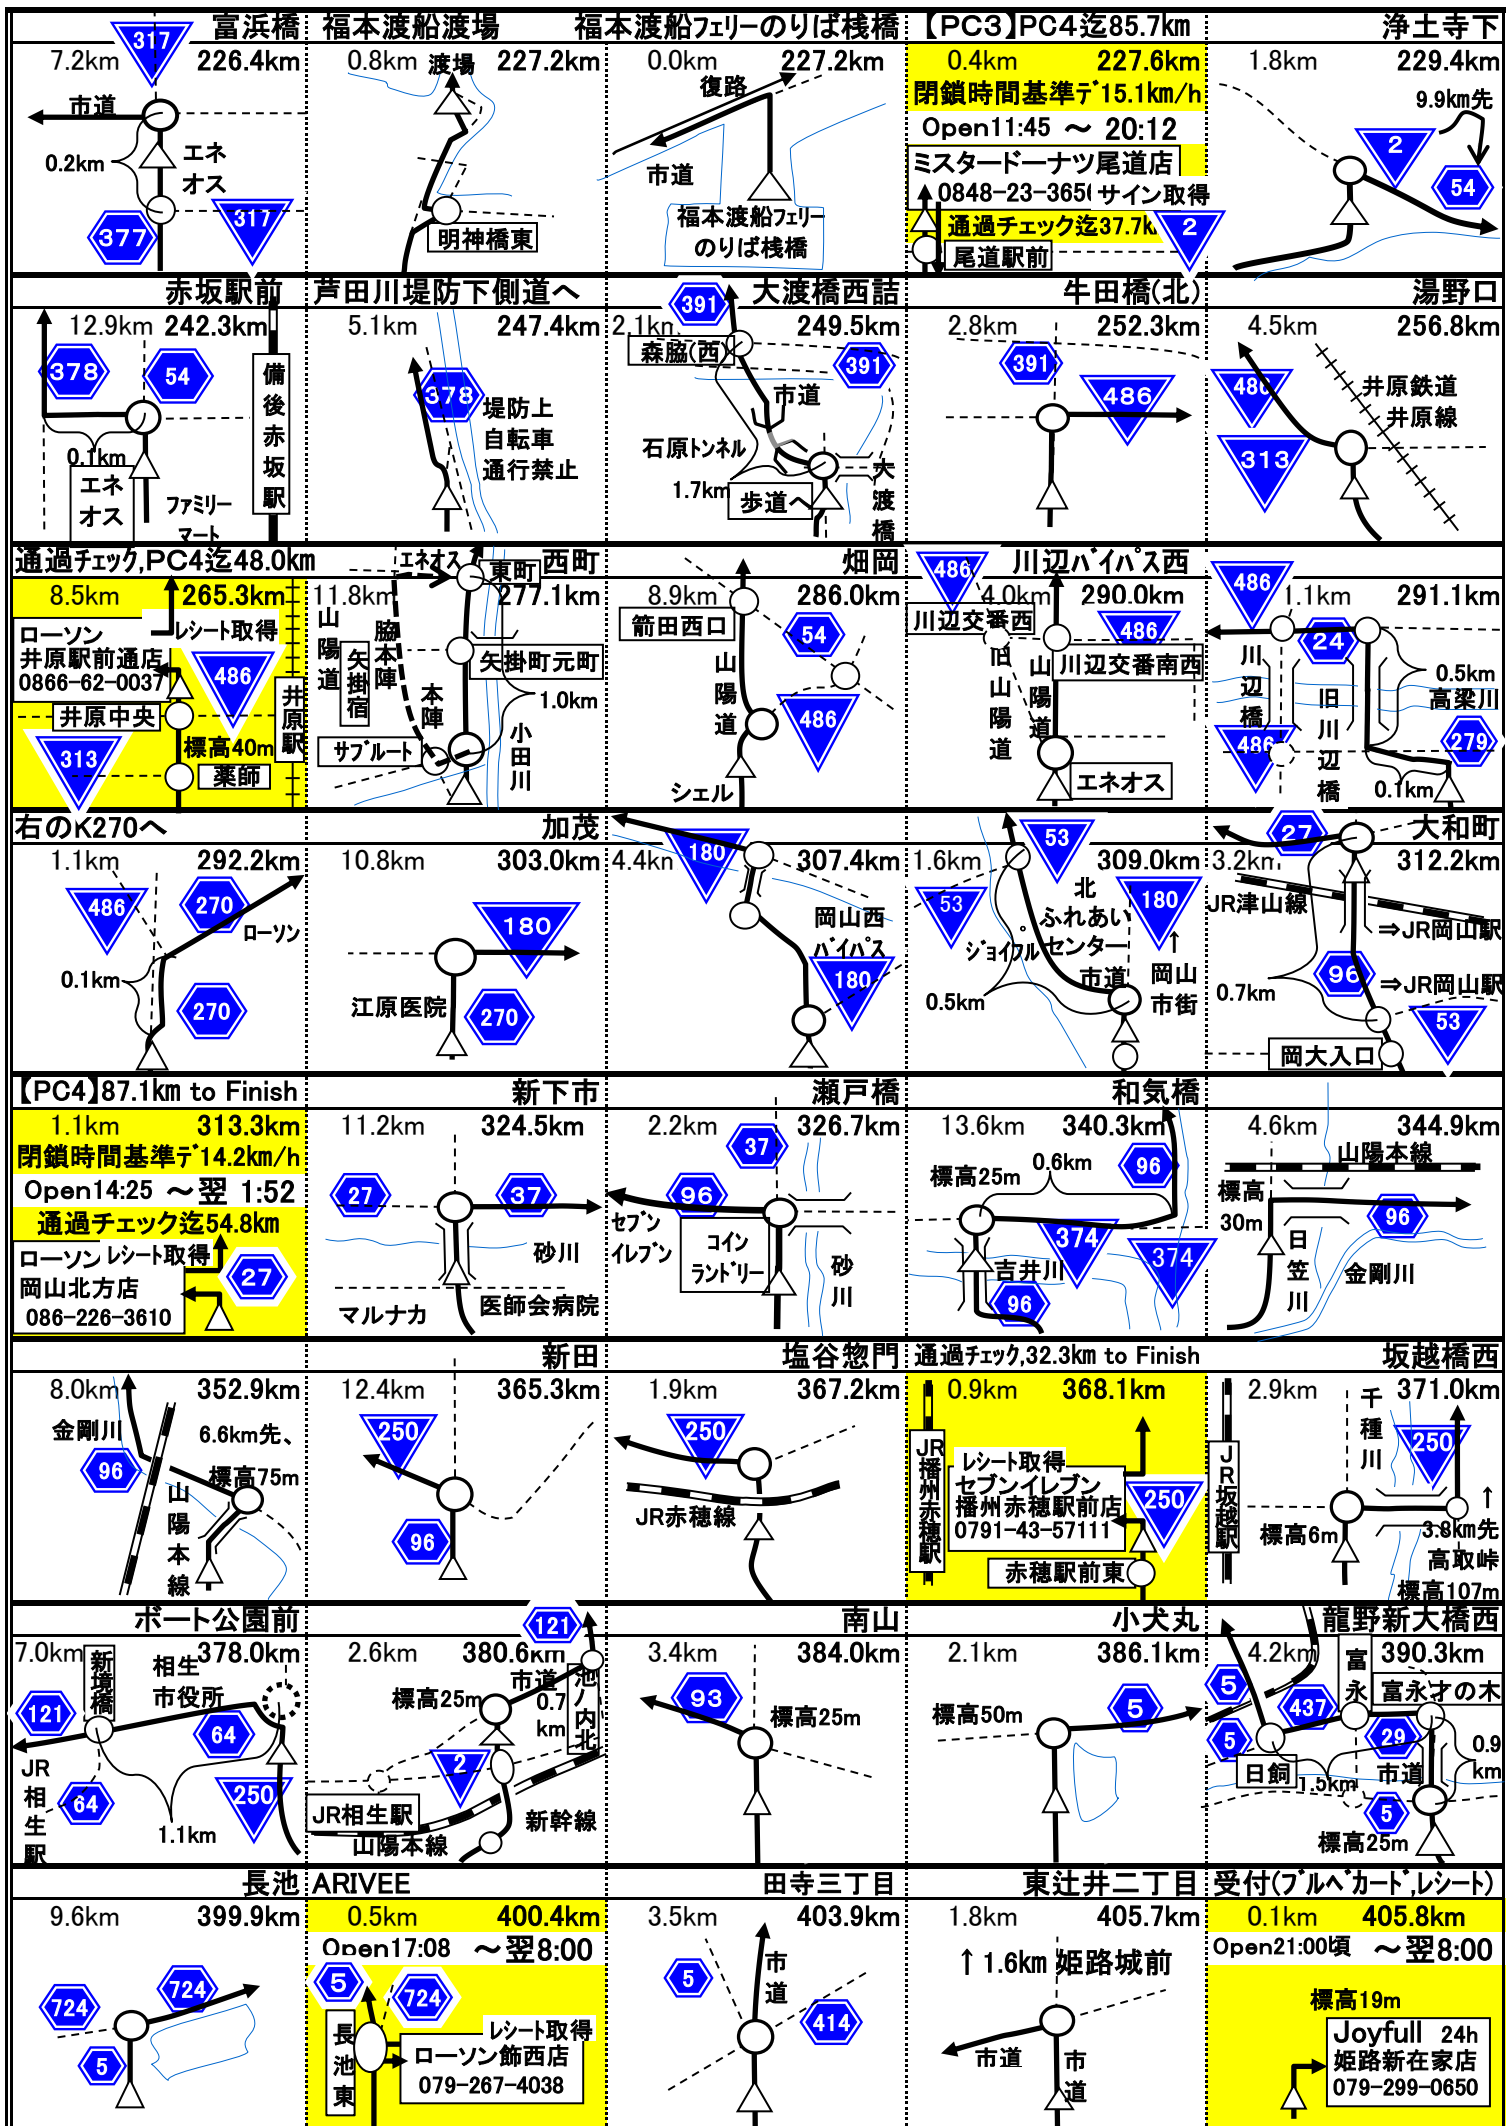 富浜橋
7.2km 226.4km
317
市道
0.2km
エネ
オス
377
317
福本渡船渡場
0.8km 渡場 227.2km
明神橋東
福本渡船フェリーのりば桟橋
0.0km 227.2km
復路
市道
福本渡船フェリー
のりば桟橋
【PC3】PC4迄85.7km
0.4km 227.6km
閉鎖時間基準デ15.1km/h
Open11:45 ～ 20:12
ミスタードーナツ尾道店
0848-23-3656 サイン取得
通過チェック迄37.7k
2
尾道駅前
浄土寺下
1.8km 229.4km
9.9km先
2
54
赤坂駅前
12.9km 242.3km
378
54
備後赤坂駅
0.1km
エネ
オス
ファミリー
マート
芦田川堤防下側道へ
5.1km 247.4km
378
堤防上
自転車
通行禁止
大渡橋西詰
391
2.1km 249.5km
森脇(西)
391
市道
石原トンネル
1.7km
歩道へ
大渡橋
牛田橋(北)
2.8km 252.3km
391
486
湯野口
4.5km 256.8km
486
井原鉄道
井原線
313
通過チェック,PC4迄48.0km
8.5km 265.3km
ローソン
井原駅前通店
0866-62-0037
レシート取得
486
井原中央
井原駅
313
標高40m
薬師
西町
エネオス
東町
11.8km 277.1km
山陽道
脇本陣
矢掛宿
矢掛町元町
本陣
1.0km
サブルート
小田川
畑岡
8.9km 286.0km
箭田西口
54
山陽道
486
シェル
川辺バイパス西
486
4.0km 290.0km
川辺交番西
486
川辺交番南西
旧山陽道
山陽道
エネオス
486
1.1km 291.1km
24
川辺橋
0.5km
高梁川
旧川辺橋
486
279
0.1km
右のK270へ
1.1km 292.2km
486
270
ローソン
0.1km
270
加茂
10.8km 303.0km
180
江原医院
270
4.4kn 307.4km
180
岡山西
バイパス
180
1.6km 309.0km
53
53
北
ふれあい
センター
180
ジョイフル
市道
↑
岡山
市街
0.5km
大和町
27
3.2km 312.2km
JR津山線
⇒JR岡山駅
96
⇒JR岡山駅
0.7km
53
岡大入口
【PC4】87.1km to Finish
1.1km 313.3km
閉鎖時間基準デ14.2km/h
Open14:25 ～翌 1:52
通過チェック迄54.8km
ローソン レシート取得
岡山北方店
086-226-3610
27
新下市
11.2km 324.5km
27
37
砂川
マルナカ
医師会病院
瀬戸橋
2.2km 326.7km
37
96
セブン
イレブン
コイン
ランドリー
砂川
和気橋
13.6km 340.3km
標高25m
0.6km
96
374
374
吉井川
96
4.6km 344.9km
山陽本線
標高
30m
96
日笠川
金剛川
8.0km 352.9km
金剛川
6.6km先、
96
標高75m
山陽本線
新田
12.4km 365.3km
250
96
塩谷惣門
1.9km 367.2km
250
JR赤穂線
通過チェック,32.3km to Finish
0.9km 368.1km
JR播州赤穂駅
レシート取得
セブンイレブン
播州赤穂駅前店
0791-43-57111
250
赤穂駅前東
坂越橋西
2.9km 371.0km
千種川
250
JR坂越駅
標高6m
↑
3.8km先
高取峠
標高107m
ボート公園前
7.0km 378.0km
新境橋
相生
市役所
121
64
JR相生駅
64
250
1.1km
121
2.6km 380.6km
市道
標高25m
0.7
km
池ノ内北
2
JR相生駅
新幹線
山陽本線
南山
3.4km 384.0km
93
標高25m
小犬丸
2.1km 386.1km
標高50m
5
龍野新大橋西
4.2km 390.3km
富永
5
富永才の木
437
5
29
0.9
km
日飼
1.5km
市道
5
標高25m
長池
9.6km 399.9km
724
724
5
ARIVEE
0.5km 400.4km
Open17:08 ～翌8:00
5
724
長池東
レシート取得
ローソン飾西店
079-267-4038
田寺三丁目
3.5km 403.9km
5
市道
414
東辻井二丁目
1.8km 405.7km
↑ 1.6km 姫路城前
市道
市道
受付(ブルベカード,レシート)
0.1km 405.8km
Open21:00頃 ～翌8:00
標高19m
Joyfull 24h
姫路新在家店
079-299-0650